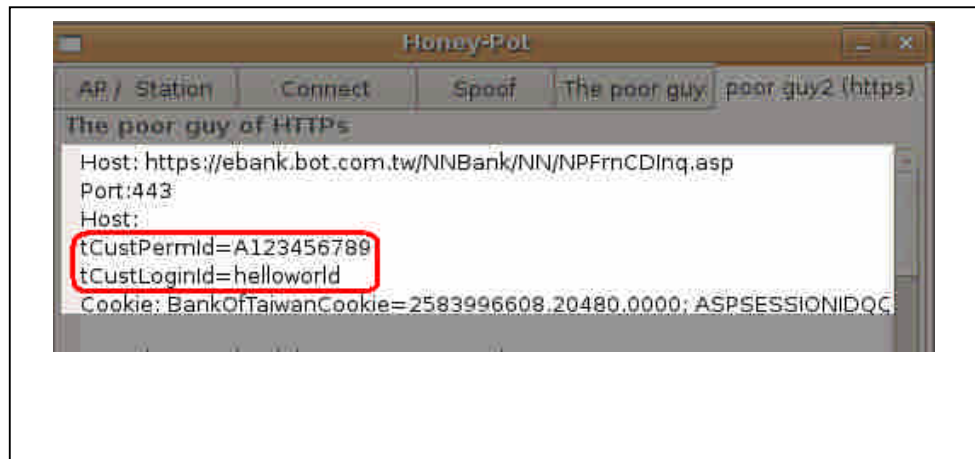 Honey-Pot
AP / Station Connect Spoof The poor guy poor guy2 (https)
The poor guy of HTTPs
Host: https://ebank.bot.com.tw/NNBank/NN/NPFrnCDInq.asp
Port:443
Host:
tCustPermId=A123456789
tCustLoginId=helloworld
Cookie: BankOfTaiwanCookie=2583996608.20480.0000; ASPSESSIONIDQC